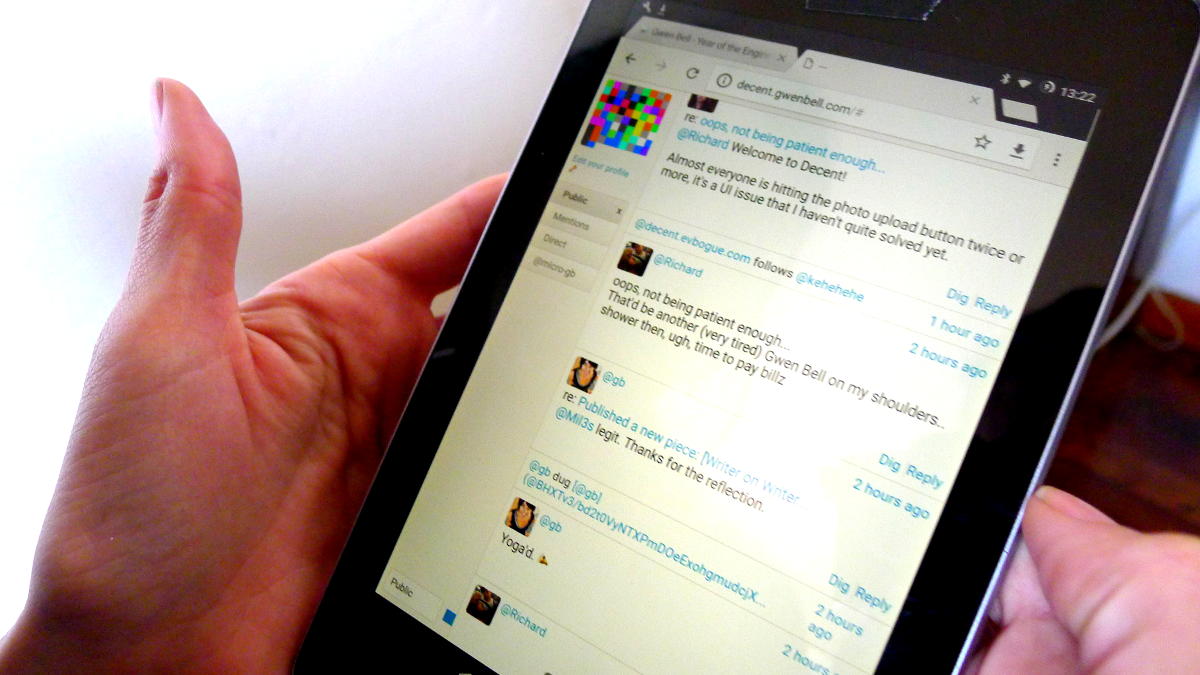 13:22
Gwen Bell - Year of the Engin
decent.gwenbell.com/#
Edit your profile
Public x
Mentions
Direct
@micro-gb
re: oops, not being patient enough...
@Richard Welcome to Decent!
Almost everyone is hitting the photo upload button twice or
more, it's a UI issue that I haven't quite solved yet.
Dig Reply
@decent.evbogue.com follows @kehehehe
1 hour ago
@Richard
2 hours ago
oops, not being patient enough...
That'd be another (very tired) Gwen Bell on my shoulders..
shower then, ugh, time to pay billz
Dig Reply
@gb
2 hours ago
re: Published a new piece: [Writer on Writer...
@Mil3s legit. Thanks for the reflection.
Dig Reply
@gb dug [@gb]
(@BHXTv3/bd2t0VyNTXPmDOeExohgmudcjX...
2 hours
ago
@gb
2 hours
Yoga'd.
@Richard
Public